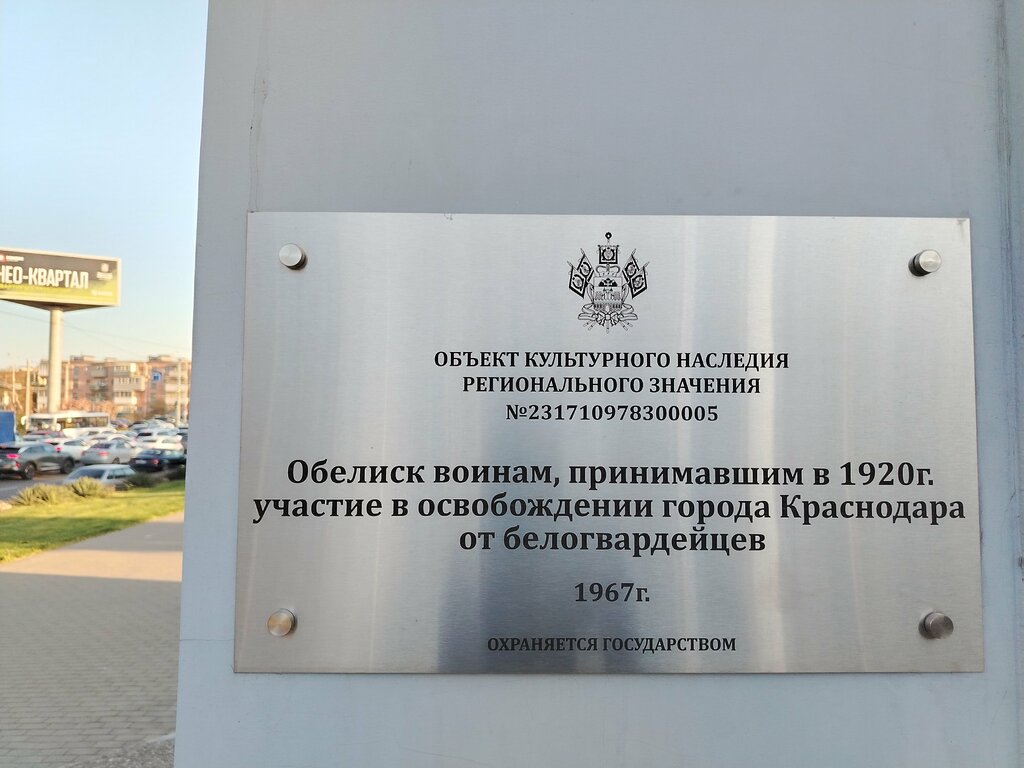 НЕО-КВАРТАЛ
ОБЪЕКТ КУЛЬТУРНОГО НАСЛЕДИЯ
РЕГИОНАЛЬНОГО ЗНАЧЕНИЯ
№231710978300005
Обелиск воинам, принимавшим в 1920г.
участие в освобождении города Краснодара
от белогвардейцев
1967г.
ОХРАНЯЕТСЯ ГОСУДАРСТВОМ